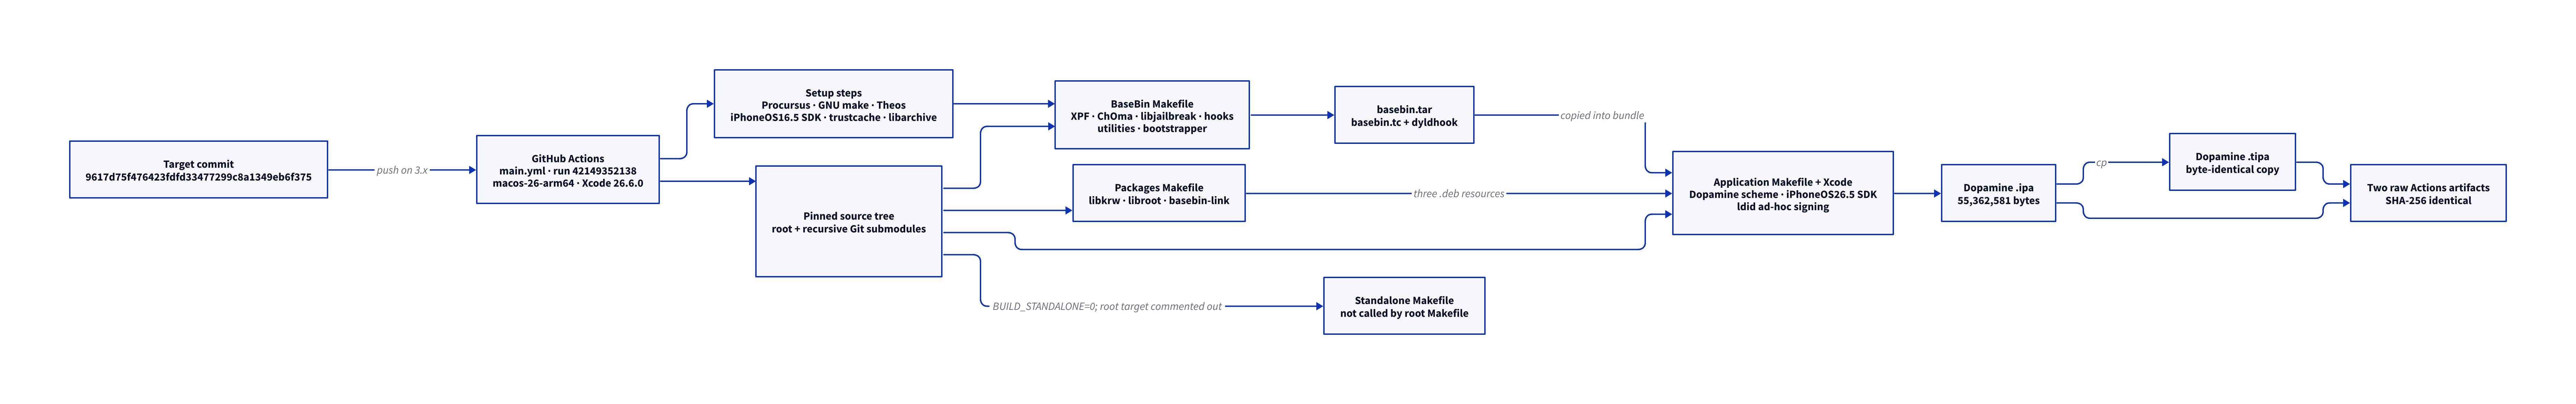 Target commit
9617d75f476423fdfd33477299c8a1349eb6f375
push on 3.x
GitHub Actions
main.yml · run 42149352138
macos-26-arm64 · Xcode 26.6.0
Setup steps
Procursus · GNU make · Theos
iPhoneOS16.5 SDK · trustcache · libarchive
Pinned source tree
root + recursive Git submodules
BaseBin Makefile
XPF · ChOma · libjailbreak · hooks
utilities · bootstrapper
Packages Makefile
libkrw · libroot · basebin-link
BUILD_STANDALONE=0; root target commented out
basebin.tar
basebin.tc + dyldhook
copied into bundle
three .deb resources
Standalone Makefile
not called by root Makefile
Application Makefile + Xcode
Dopamine scheme · iPhoneOS26.5 SDK
ldid ad-hoc signing
Dopamine .ipa
55,362,581 bytes
cp
Dopamine .tipa
byte-identical copy
Two raw Actions artifacts
SHA-256 identical